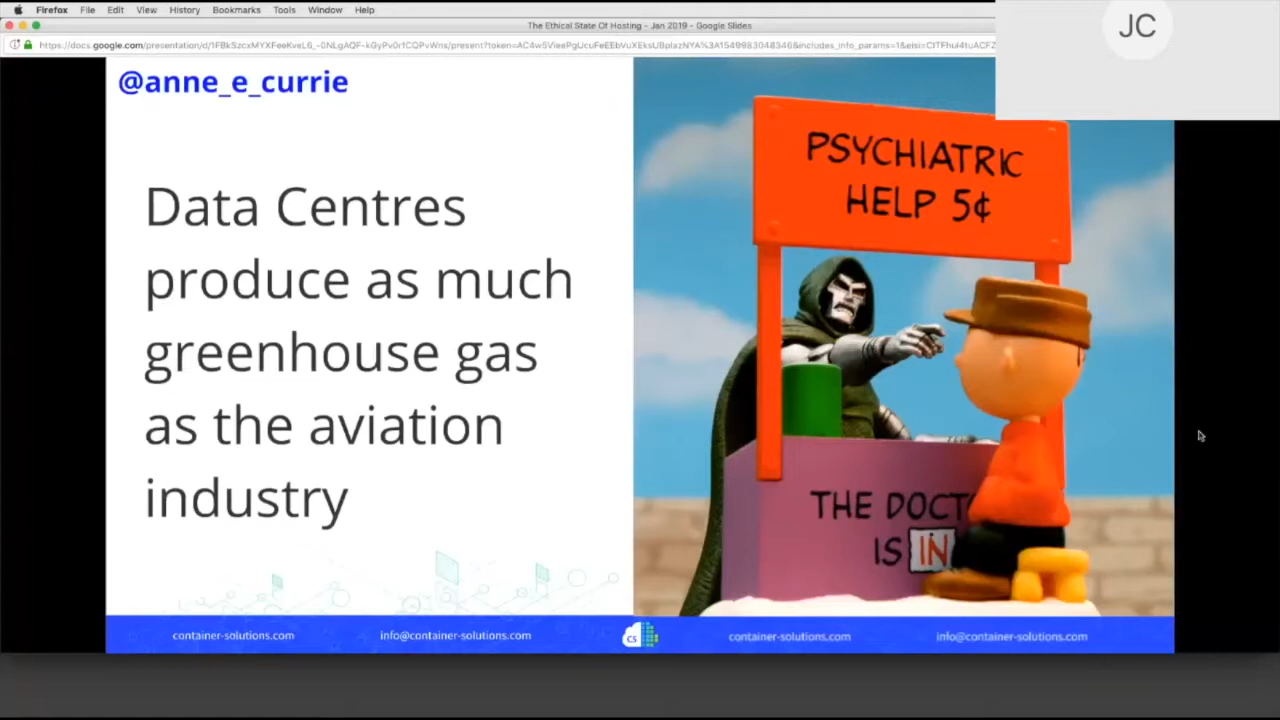 Firefox File Edit View History Bookmarks Tools Window Help
The Ethical State Of Hosting - Jan 2019 - Google Slides
JC
@anne_e_currie
Data Centres
produce as much
greenhouse gas
as the aviation
industry
PSYCHIATRIC
HELP 5¢
THE DOCT
IS IN
container-solutions.com info@container-solutions.com CS container-solutions.com info@container-solutions.com